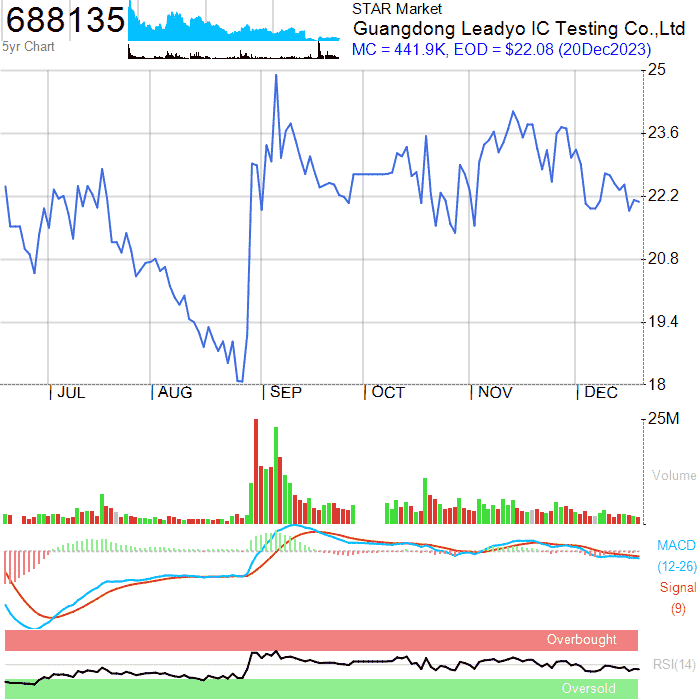 688135
5yr Chart
STAR Market
Guangdong Leadyo IC Testing Co.,Ltd
MC = 441.9K, EOD = $22.08 (20Dec2023)
25
23.6
22.2
20.8
19.4
18
JUL AUG SEP OCT NOV DEC
25M
Volume
MACD
(12-26)
Signal
(9)
Overbought
RSI(14)
Oversold